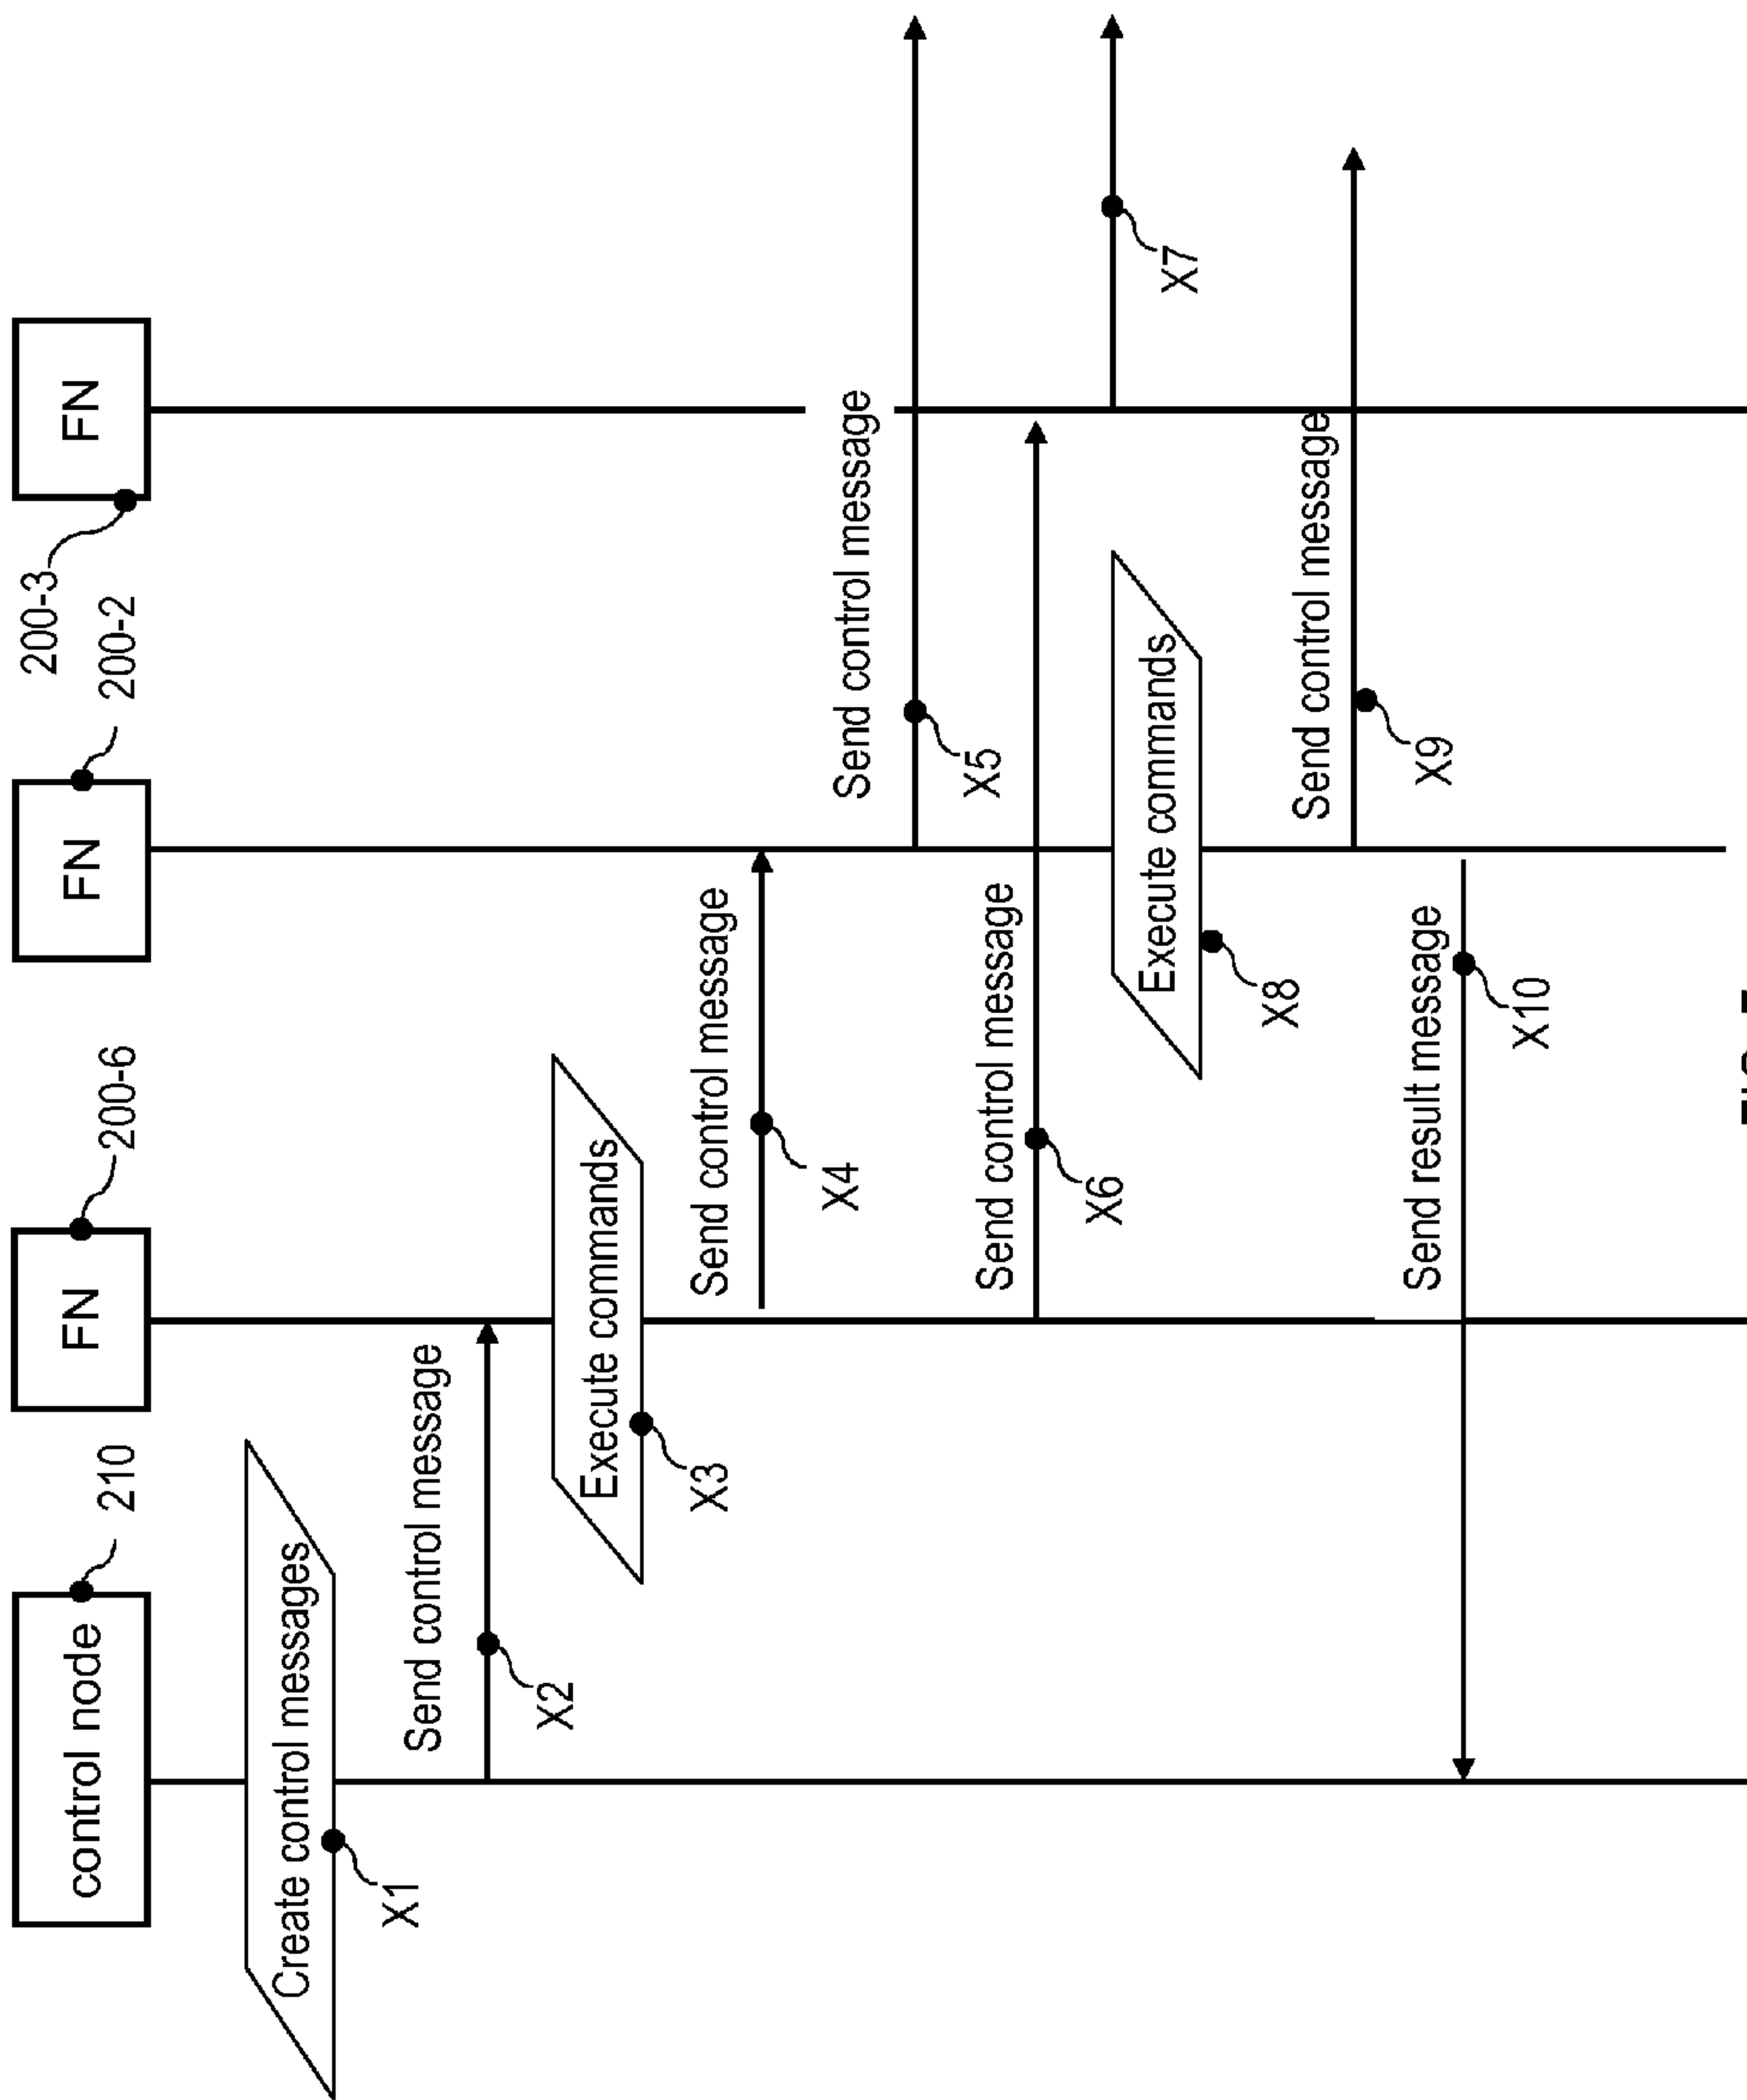 200-3
210
200-6
200-2
control node
FN
FN
FN
Create control messages
X1
Send control message
X2
Execute commands
X3
Send control message
X4
Send control message
X5
Send control message
X6
X7
Execute commands
X8
Send control message
X9
Send result message
X10